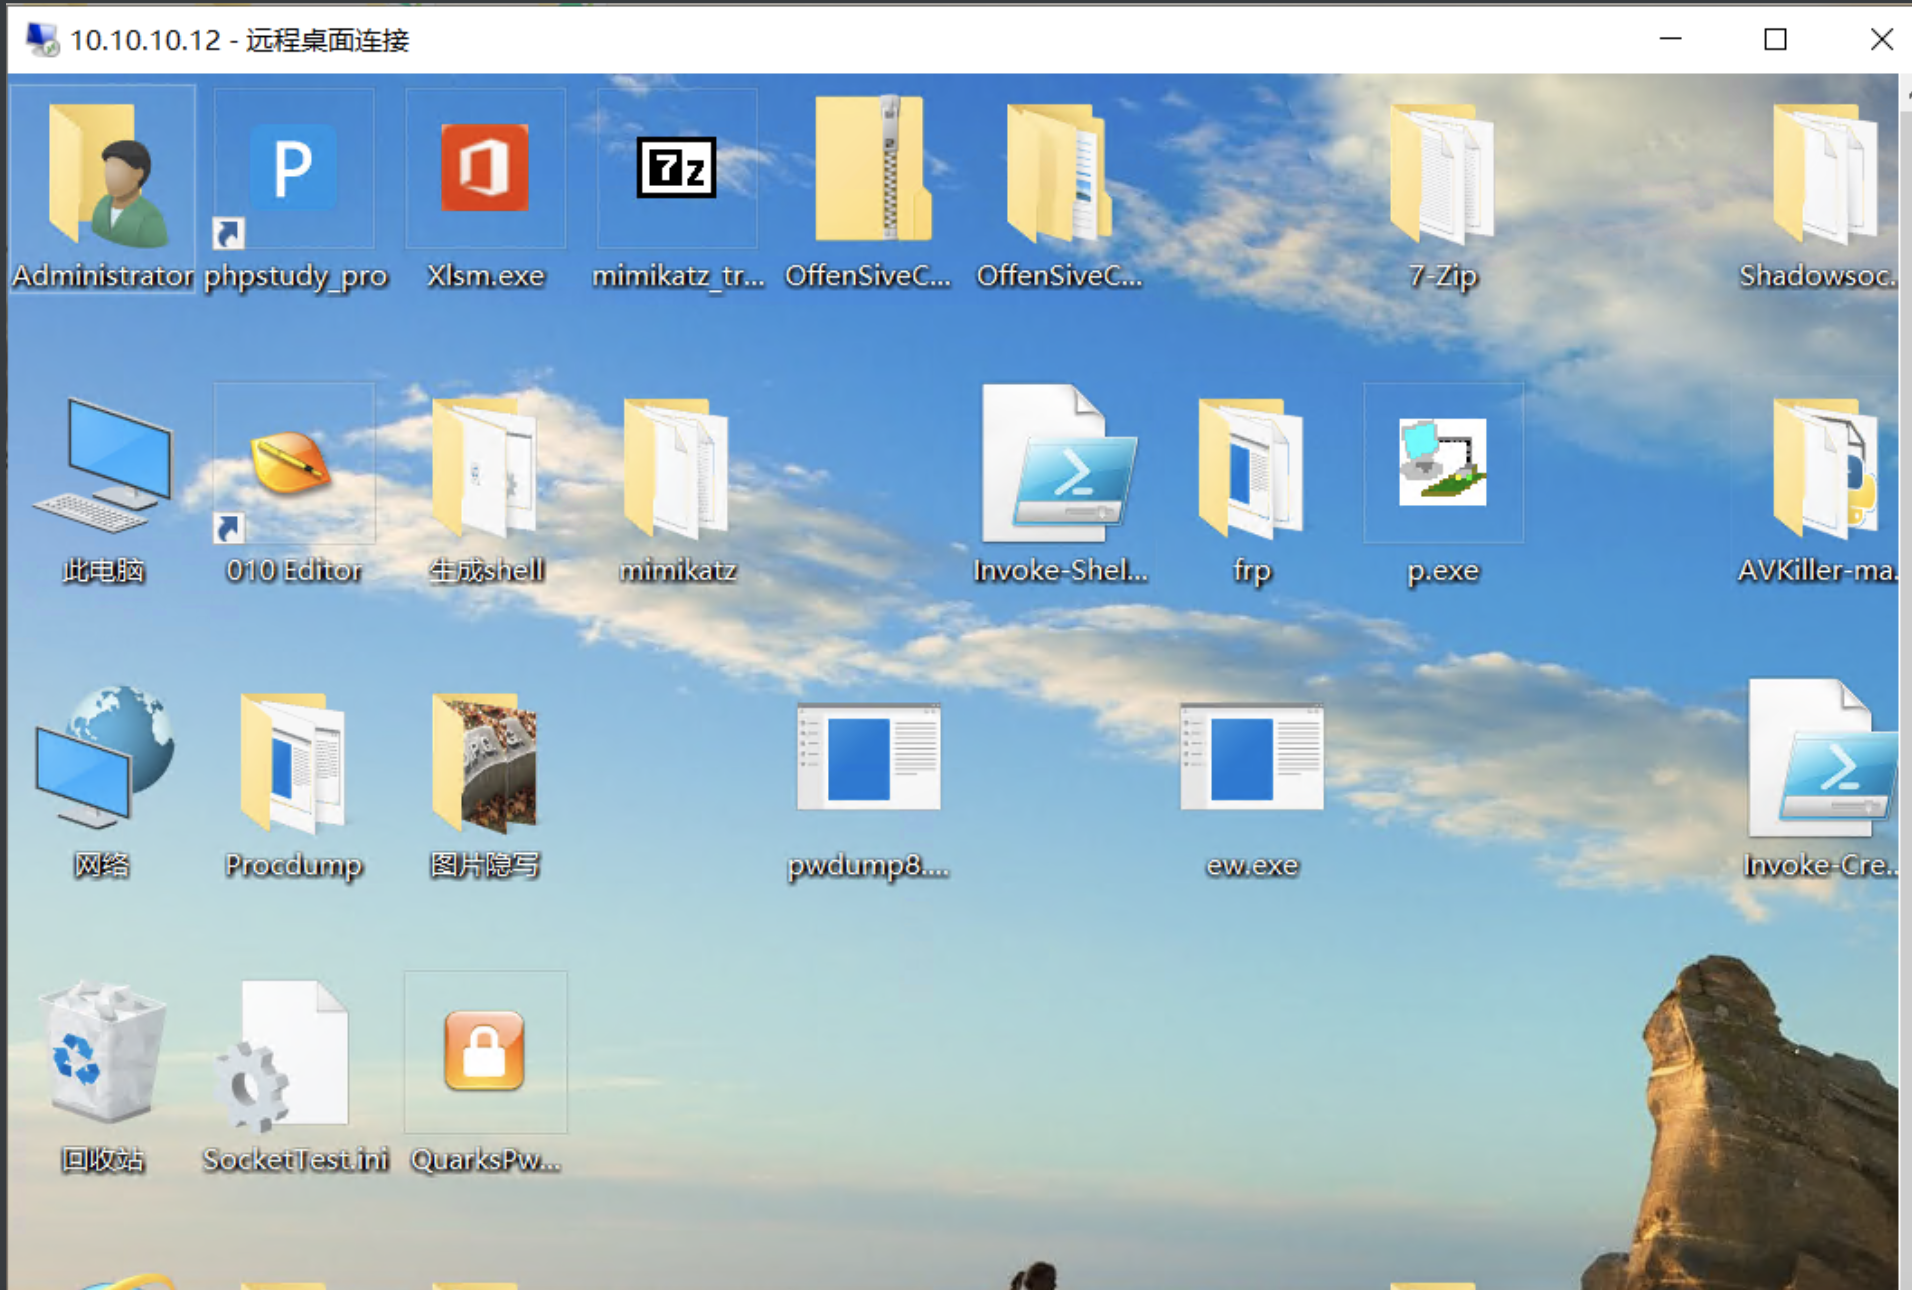 10.10.10.12 - 远程桌面连接
Administrator
phpstudy_pro
Xlsm.exe
mimikatz_tr...
OffenSiveC...
OffenSiveC...
7-Zip
Shadowsoc...
此电脑
010 Editor
生成shell
mimikatz
Invoke-Shel...
frp
p.exe
AVKiller-ma...
网络
Procdump
图片隐写
pwdump8....
ew.exe
Invoke-Cre...
回收站
SocketTest.ini
QuarksPw...